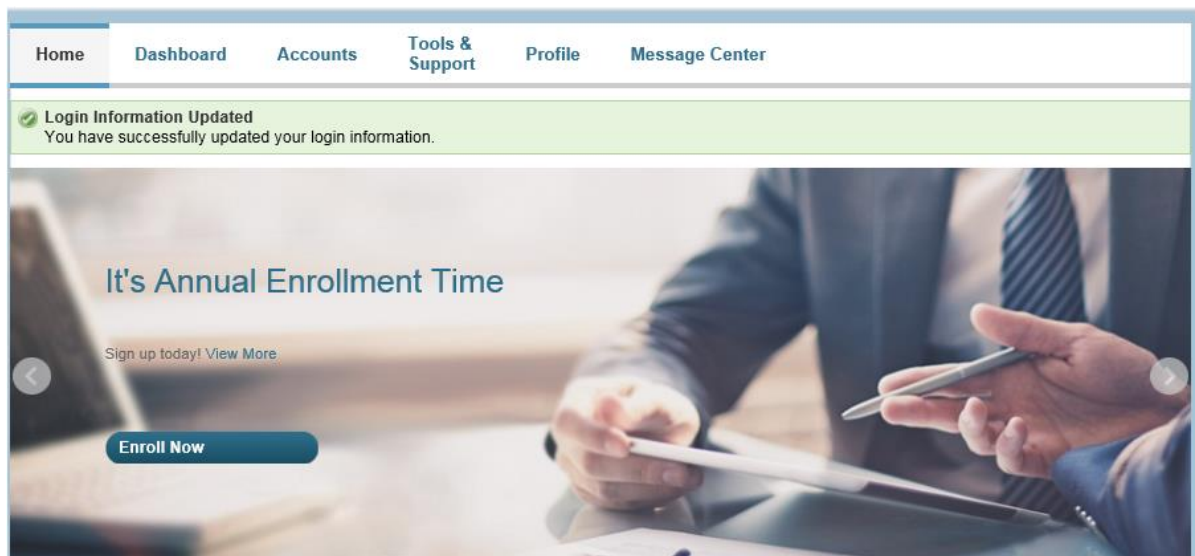 Home Dashboard Accounts Tools & Support Profile Message Center
Login Information Updated
You have successfully updated your login information.
It's Annual Enrollment Time
Sign up today! View More
Enroll Now